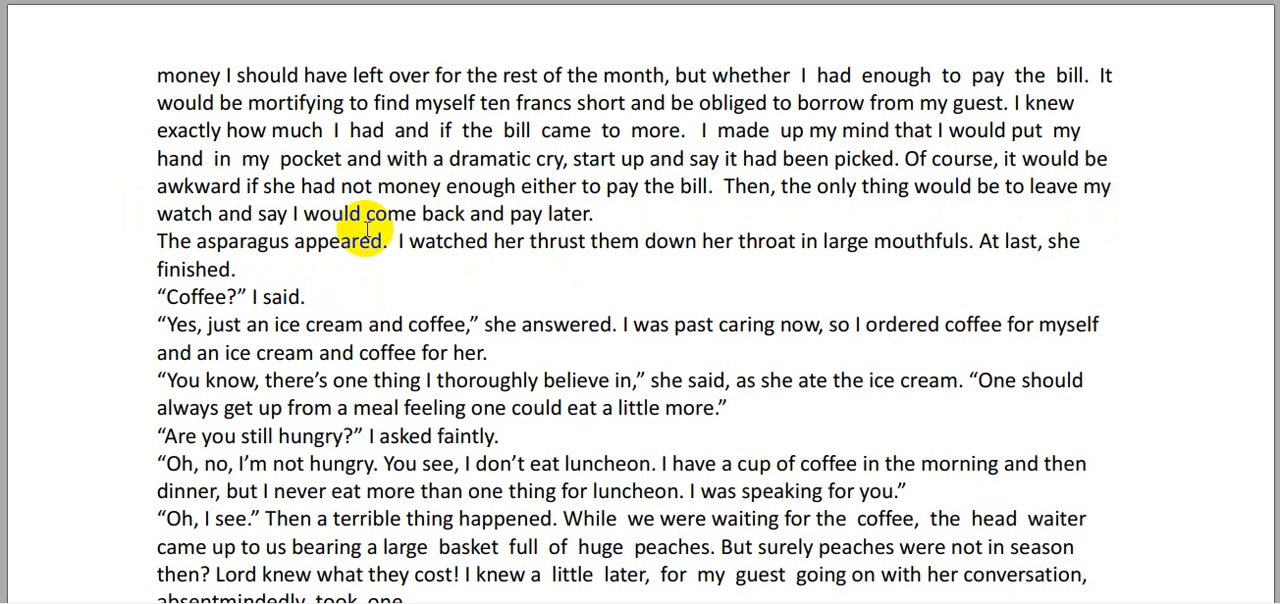 money I should have left over for the rest of the month, but whether I had enough to pay the bill. It
would be mortifying to find myself ten francs short and be obliged to borrow from my guest. I knew
exactly how much I had and if the bill came to more. I made up my mind that I would put my
hand in my pocket and with a dramatic cry, start up and say it had been picked. Of course, it would be
awkward if she had not money enough either to pay the bill. Then, the only thing would be to leave my
watch and say I would come back and pay later.
The asparagus appeared. I watched her thrust them down her throat in large mouthfuls. At last, she
finished.
“Coffee?” I said.
“Yes, just an ice cream and coffee,” she answered. I was past caring now, so I ordered coffee for myself
and an ice cream and coffee for her.
“You know, there’s one thing I thoroughly believe in,” she said, as she ate the ice cream. “One should
always get up from a meal feeling one could eat a little more.”
“Are you still hungry?” I asked faintly.
“Oh, no, I’m not hungry. You see, I don’t eat luncheon. I have a cup of coffee in the morning and then
dinner, but I never eat more than one thing for luncheon. I was speaking for you.”
“Oh, I see.” Then a terrible thing happened. While we were waiting for the coffee, the head waiter
came up to us bearing a large basket full of huge peaches. But surely peaches were not in season
then? Lord knew what they cost! I knew a little later, for my guest going on with her conversation,
absentmindedly took one